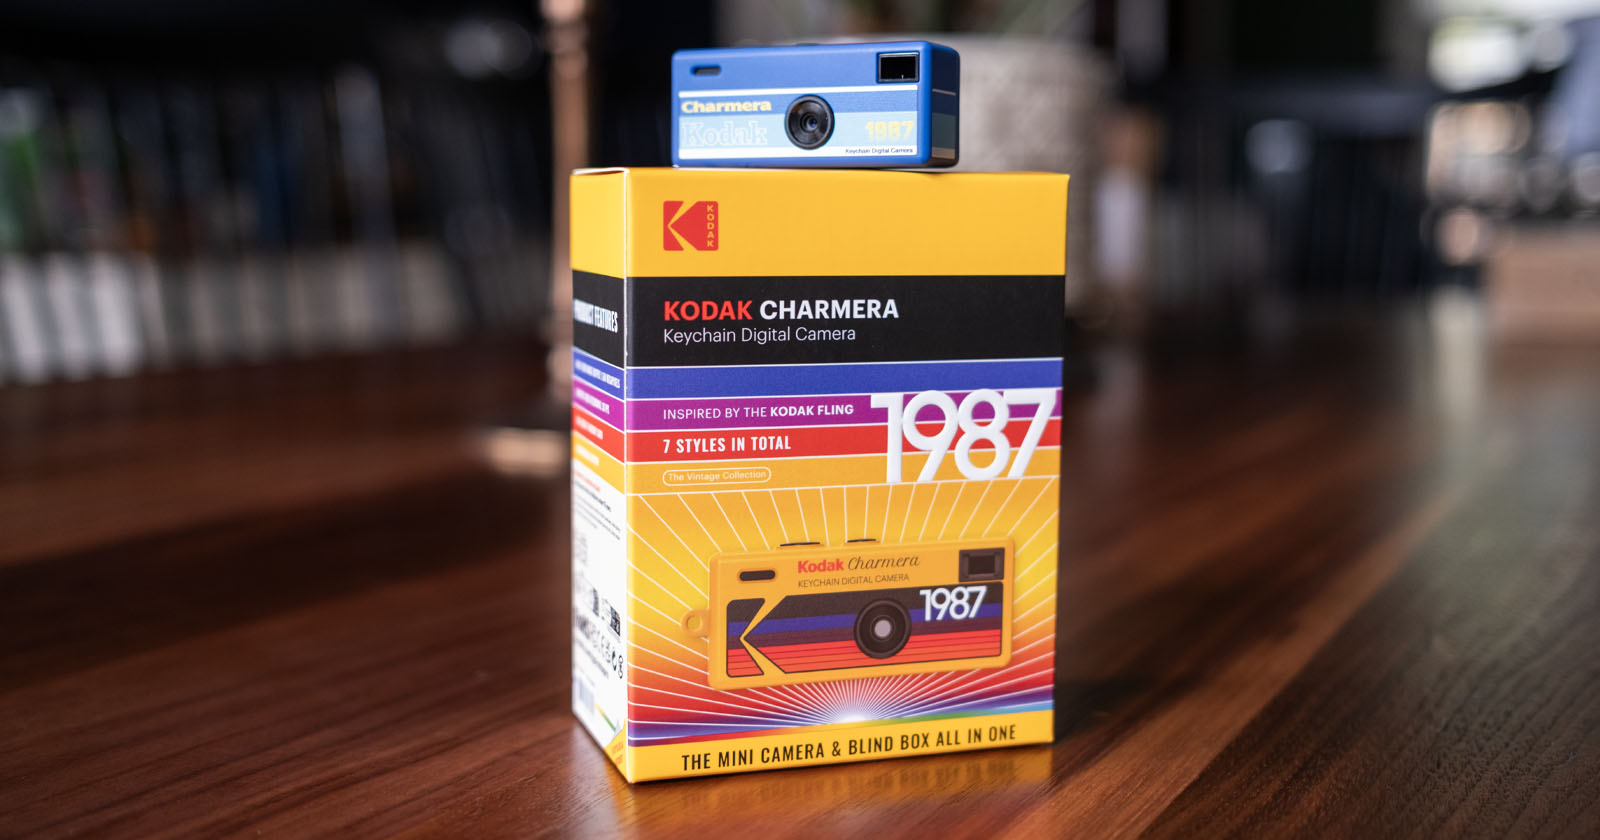 Charmera
Kodak
1987
Keychain Digital Camera
KODAK
KODAK CHARMERA
Keychain Digital Camera
INSPIRED BY THE KODAK FLING
1987
7 STYLES IN TOTAL
The Vintage Collection
Kodak Charmera
KEYCHAIN DIGITAL CAMERA
1987
THE MINI CAMERA & BLIND BOX ALL IN ONE
PRODUCT FEATURES